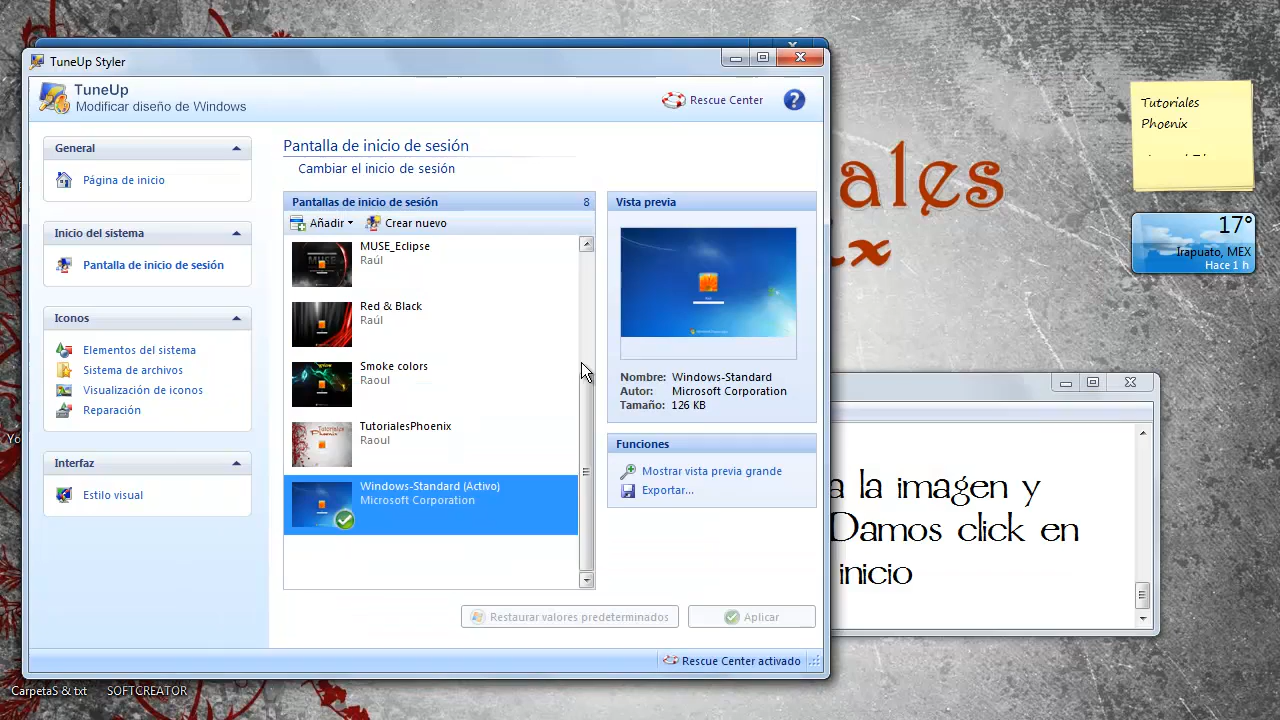 TuneUp Styler
TuneUp
Modificar diseño de Windows
Rescue Center
General
Página de inicio
Inicio del sistema
Pantalla de inicio de sesión
Iconos
Elementos del sistema
Sistema de archivos
Visualización de iconos
Reparación
Interfaz
Estilo visual
Pantalla de inicio de sesión
Cambiar el inicio de sesión
Pantallas de inicio de sesión 8
Añadir Crear nuevo
MUSE_Eclipse
Raúl
Red & Black
Raúl
Smoke colors
Raoul
TutorialesPhoenix
Raoul
Windows-Standard (Activo)
Microsoft Corporation
Vista previa
Nombre: Windows-Standard
Autor: Microsoft Corporation
Tamaño: 126 KB
Funciones
Mostrar vista previa grande
Exportar...
Restaurar valores predeterminados
Aplicar
Rescue Center activado
ales
ix
Tutoriales
Phoenix
17°
Irapuato, MEX
Hace 1 h
a la imagen y
Damos click en
inicio
CarpetaS & txt
SOFTCREATOR